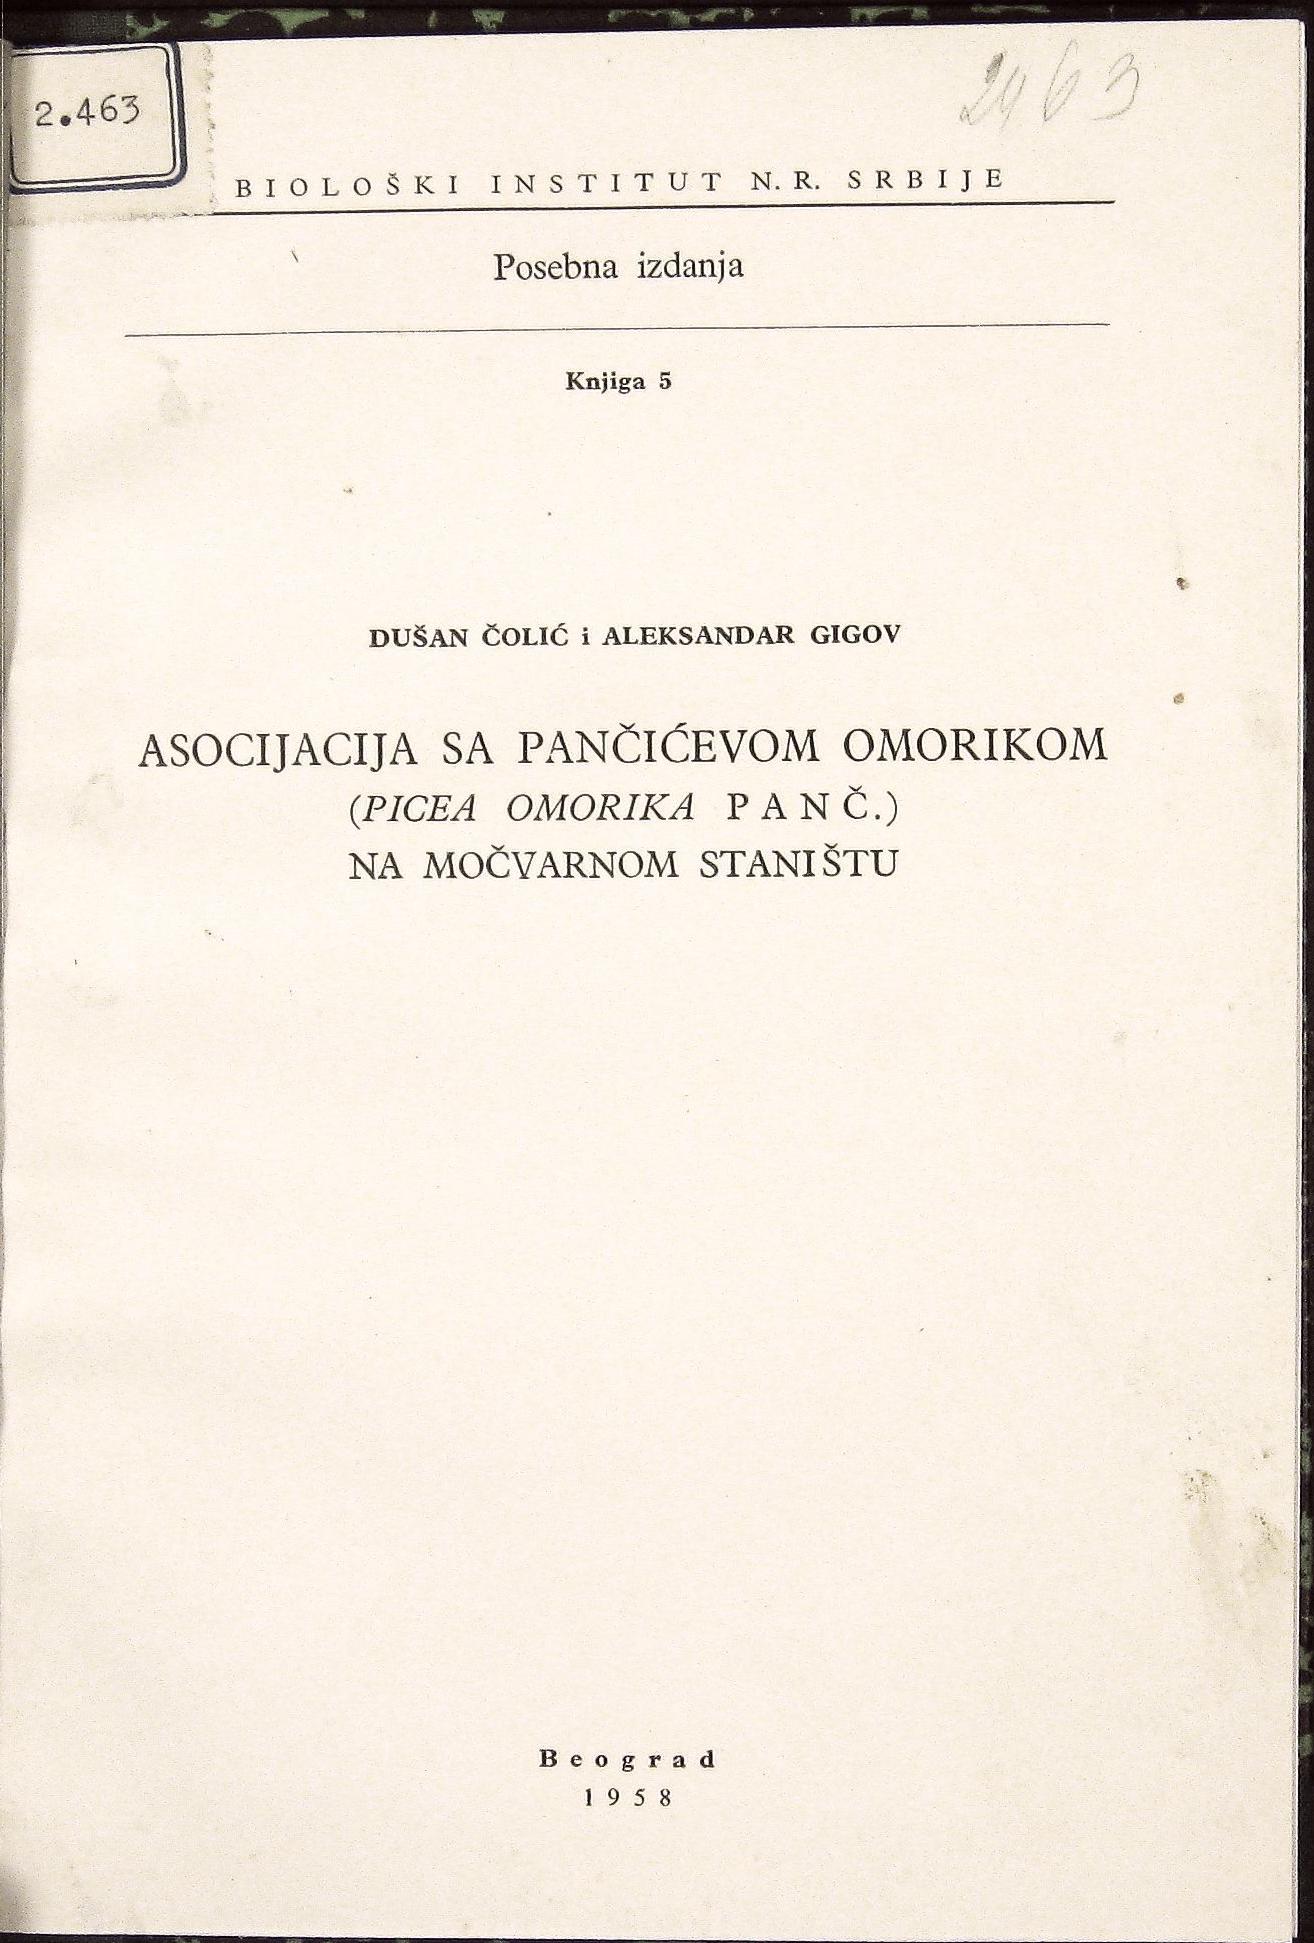 2.463
2463
BIOLOŠKI INSTITUT N. R. SRBIJE
Posebna izdanja
Knjiga 5
DUŠAN ČOLIĆ i ALEKSANDAR GIGOV
ASOCIJACIJA SA PANČIĆEVOM OMORIKOM
(PICEA OMORIKA PANČ.)
NA MOČVARNOM STANIŠTU
Beograd
1958